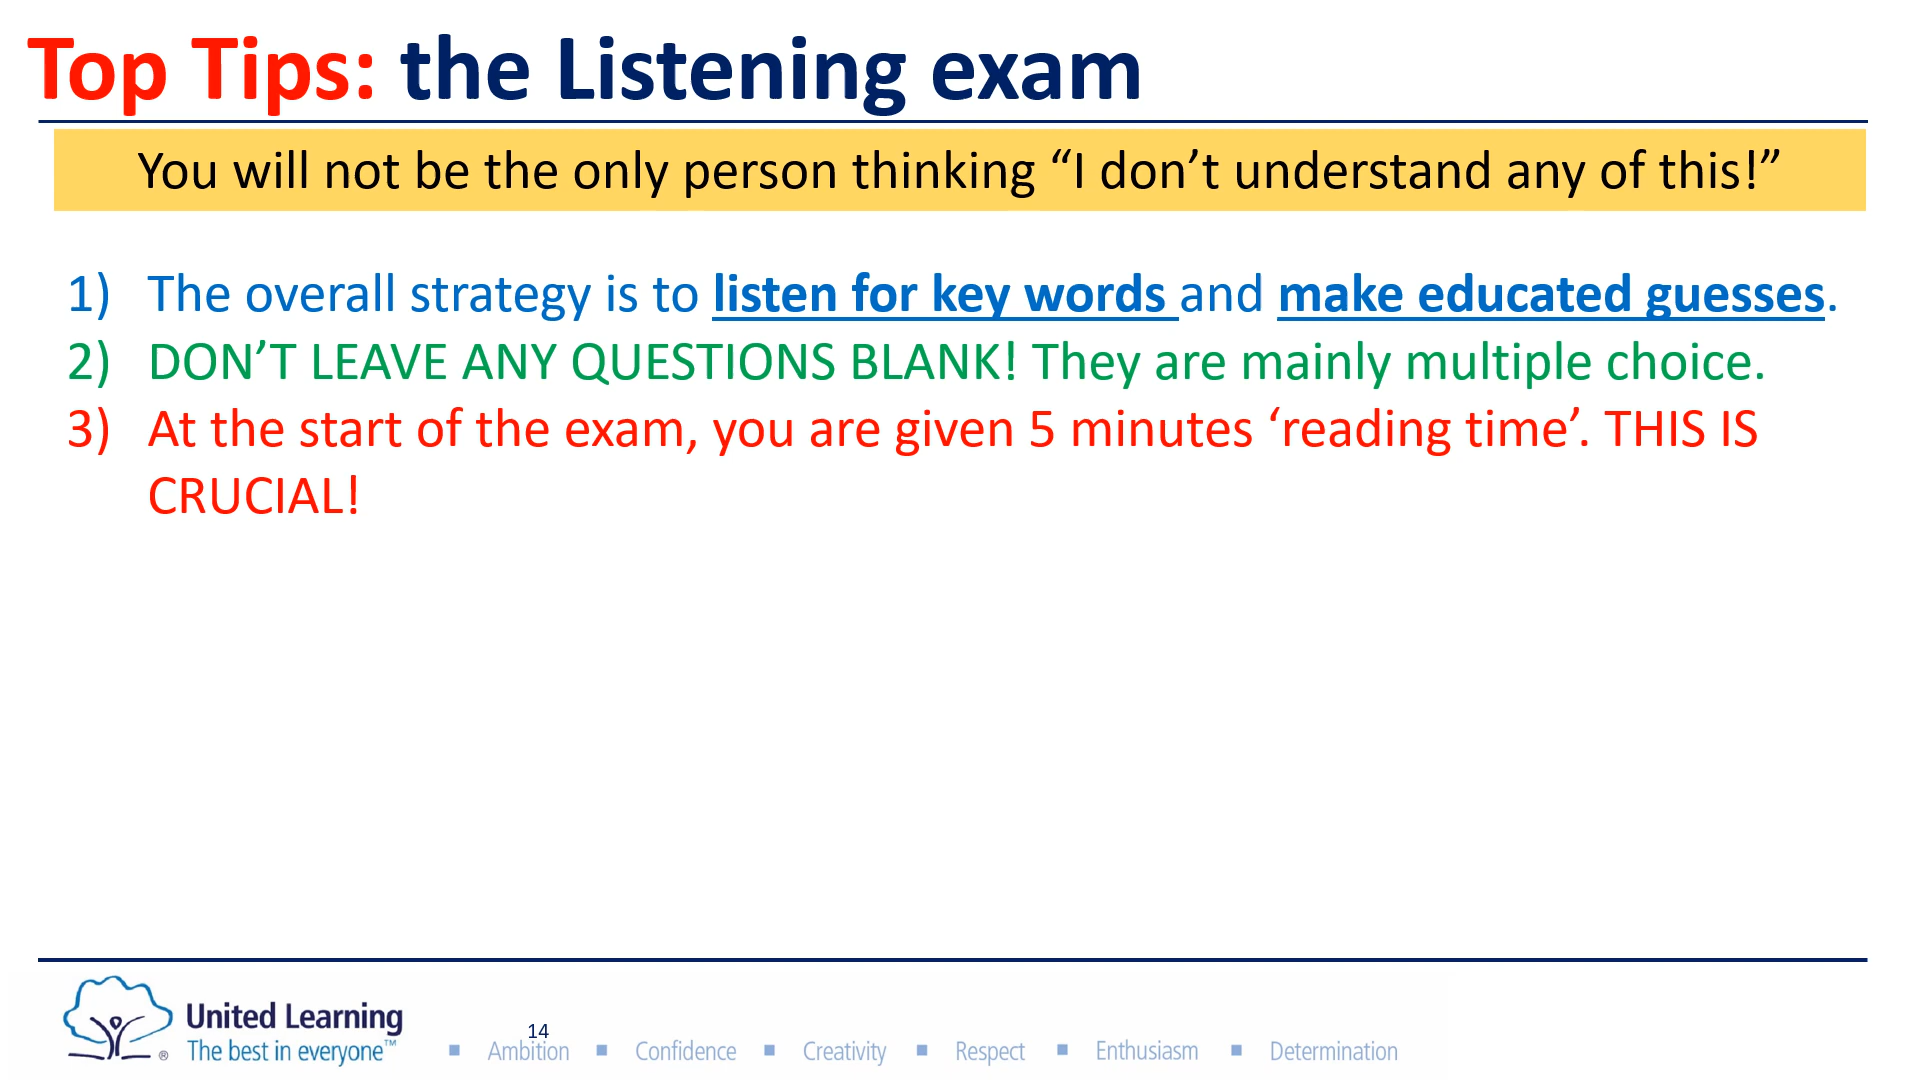 Top Tips: the Listening exam
You will not be the only person thinking “I don’t understand any of this!”
1) The overall strategy is to listen for key words and make educated guesses.
2) DON’T LEAVE ANY QUESTIONS BLANK! They are mainly multiple choice.
3) At the start of the exam, you are given 5 minutes ‘reading time’. THIS IS
CRUCIAL!
United Learning
The best in everyone™
®
14
▪ Ambition ▪ Confidence ▪ Creativity ▪ Respect ▪ Enthusiasm ▪ Determination